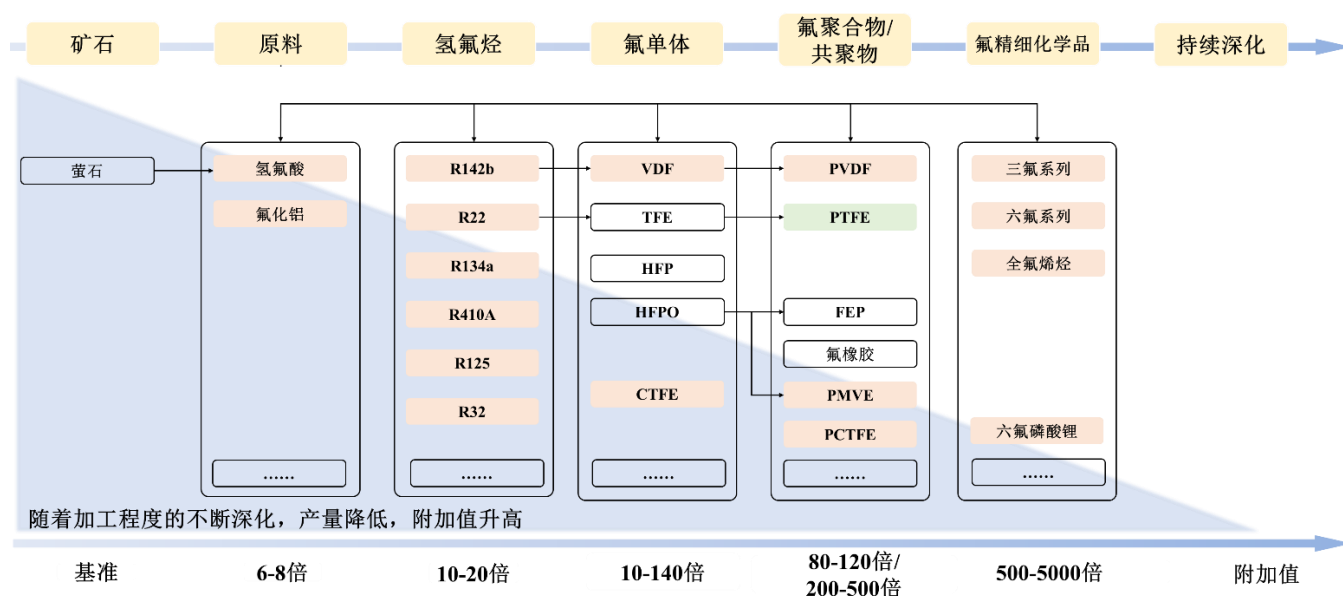 矿石
原料
氢氟烃
氟单体
氟聚合物/
共聚物
氟精细化学品
持续深化
萤石
氢氟酸
氟化铝
……
R142b
R22
R134a
R410A
R125
R32
……
VDF
TFE
HFP
HFPO
CTFE
……
PVDF
PTFE
FEP
氟橡胶
PMVE
PCTFE
……
三氟系列
六氟系列
全氟烯烃
六氟磷酸锂
……
随着加工程度的不断深化，产量降低，附加值升高
基准
6-8倍
10-20倍
10-140倍
80-120倍/
200-500倍
500-5000倍
附加值